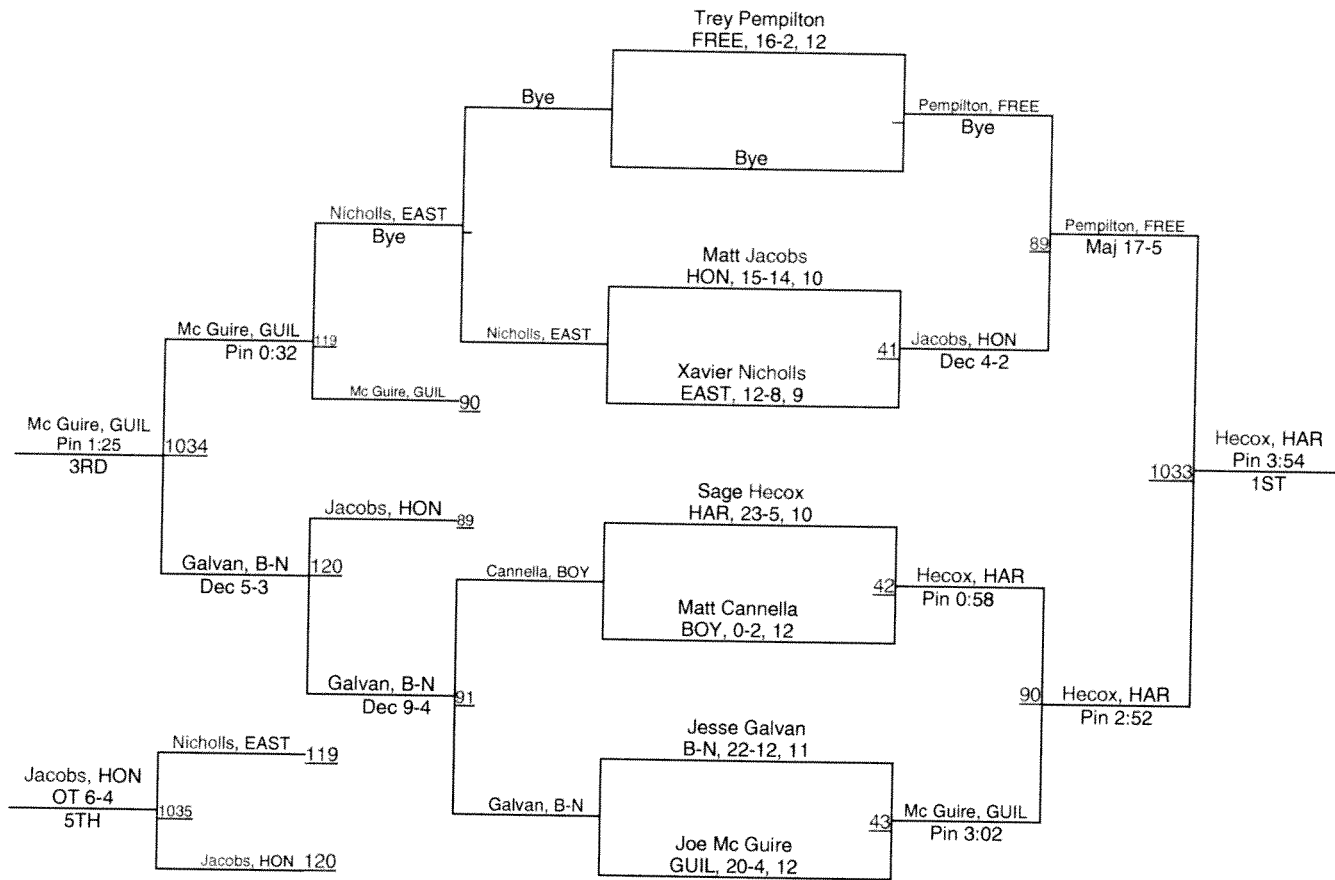 Trey Pempilton
FREE, 16-2, 12
Bye
Pempilton, FREE
Bye
Bye
Nicholls, EAST
Bye
Pempilton, FREE
89
Maj 17-5
Matt Jacobs
HON, 15-14, 10
Mc Guire, GUIL
119
Pin 0:32
Nicholls, EAST
41
Jacobs, HON
Dec 4-2
Xavier Nicholls
EAST, 12-8, 9
Mc Guire, GUIL
90
Mc Guire, GUIL
Pin 1:25
1034
3RD
Hecox, HAR
Pin 3:54
1033
1ST
Sage Hecox
HAR, 23-5, 10
Jacobs, HON
89
Galvan, B-N
120
Dec 5-3
Cannella, BOY
42
Hecox, HAR
Pin 0:58
Matt Cannella
BOY, 0-2, 12
Galvan, B-N
91
Dec 9-4
90
Hecox, HAR
Pin 2:52
Jesse Galvan
B-N, 22-12, 11
Nicholls, EAST
119
Jacobs, HON
OT 6-4
1035
5TH
Galvan, B-N
43
Mc Guire, GUIL
Pin 3:02
Joe Mc Guire
GUIL, 20-4, 12
Jacobs, HON
120